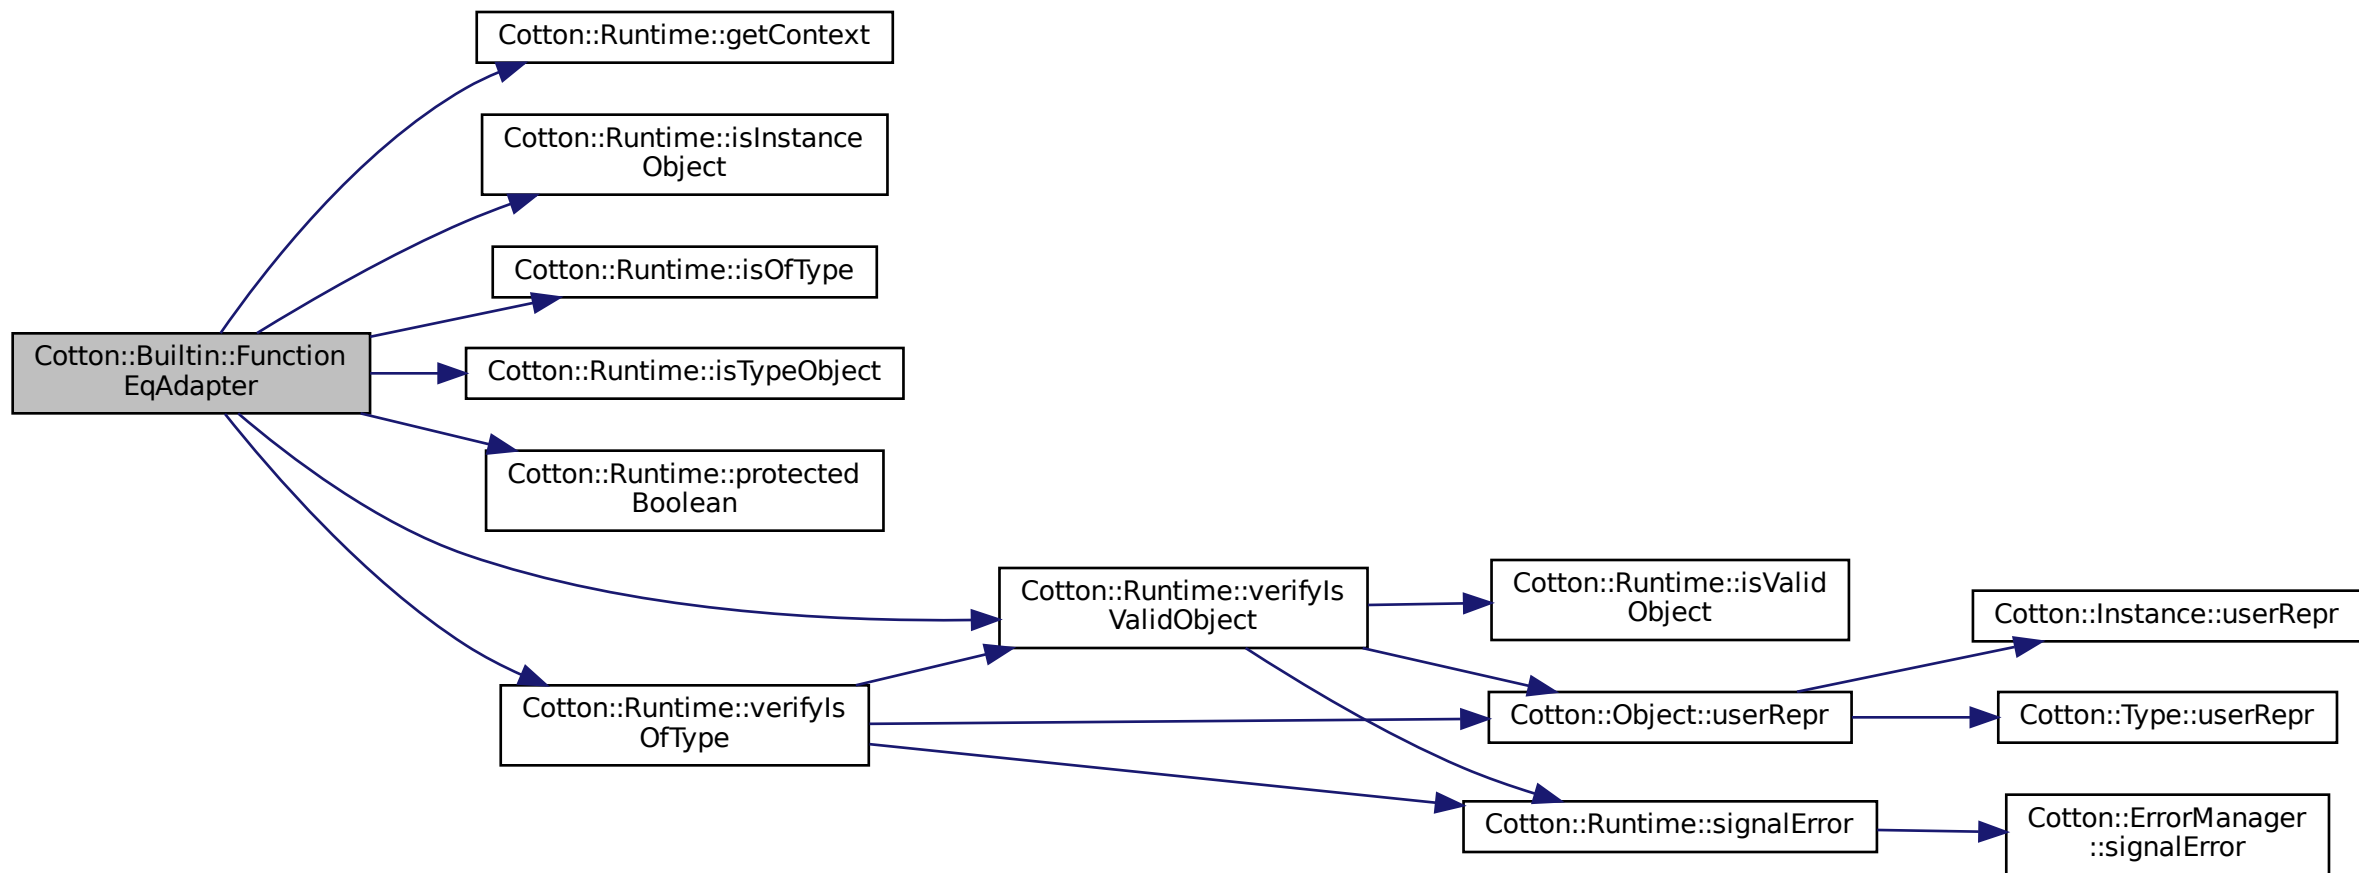 Cotton::Runtime::getContext
Cotton::Runtime::isInstance
Object
Cotton::Runtime::isOfType
Cotton::Builtin::Function
EqAdapter
Cotton::Runtime::isTypeObject
Cotton::Runtime::protected
Boolean
Cotton::Runtime::verifyIs
ValidObject
Cotton::Runtime::isValid
Object
Cotton::Instance::userRepr
Cotton::Runtime::verifyIs
OfType
Cotton::Object::userRepr
Cotton::Type::userRepr
Cotton::Runtime::signalError
Cotton::ErrorManager
::signalError